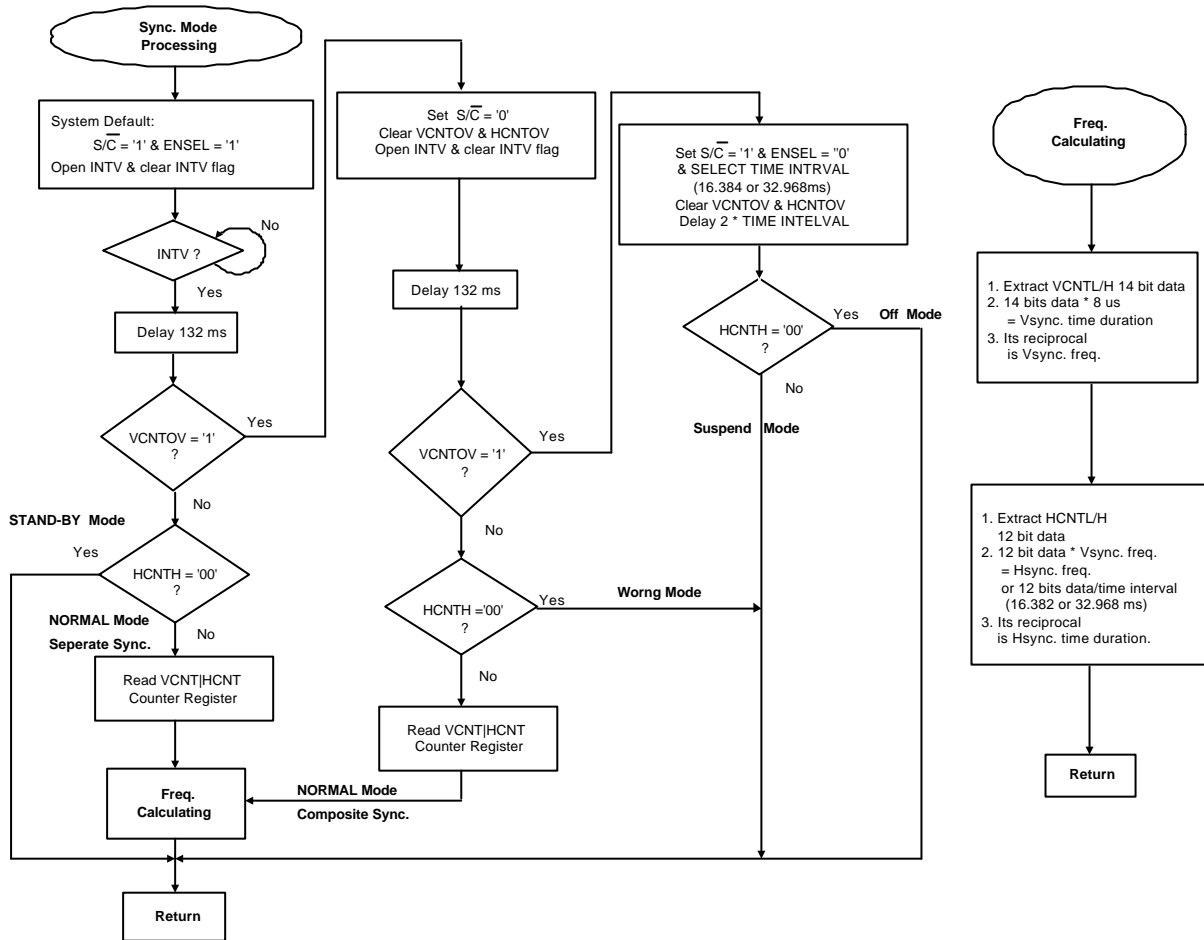 Sync. Mode
Processing
System Default:
S/C̅ = '1' & ENSEL = '1'
Open INTV & clear INTV flag
INTV ?
No
Yes
Delay 132 ms
VCNTOV = '1'
?
Yes
No
STAND-BY Mode
Yes
HCNTH = '00'
?
NORMAL Mode
Seperate Sync.
No
Read VCNT|HCNT
Counter Register
Freq.
Calculating
Return
Set S/C̅ = '0'
Clear VCNTOV & HCNTOV
Open INTV & clear INTV flag
Delay 132 ms
VCNTOV = '1'
?
Yes
No
HCNTH ='00'
?
Yes
Worng Mode
No
Read VCNT|HCNT
Counter Register
NORMAL Mode
Composite Sync.
Set S/C̅ = '1' & ENSEL = "0'
& SELECT TIME INTRVAL
(16.384 or 32.968ms)
Clear VCNTOV & HCNTOV
Delay 2 * TIME INTELVAL
HCNTH = '00'
?
Yes
Off Mode
No
Suspend Mode
Freq.
Calculating
1. Extract VCNTL/H 14 bit data
2. 14 bits data * 8 us
= Vsync. time duration
3. Its reciprocal
is Vsync. freq.
1. Extract HCNTL/H
12 bit data
2. 12 bit data * Vsync. freq.
= Hsync. freq.
or 12 bits data/time interval
(16.382 or 32.968 ms)
3. Its reciprocal
is Hsync. time duration.
Return